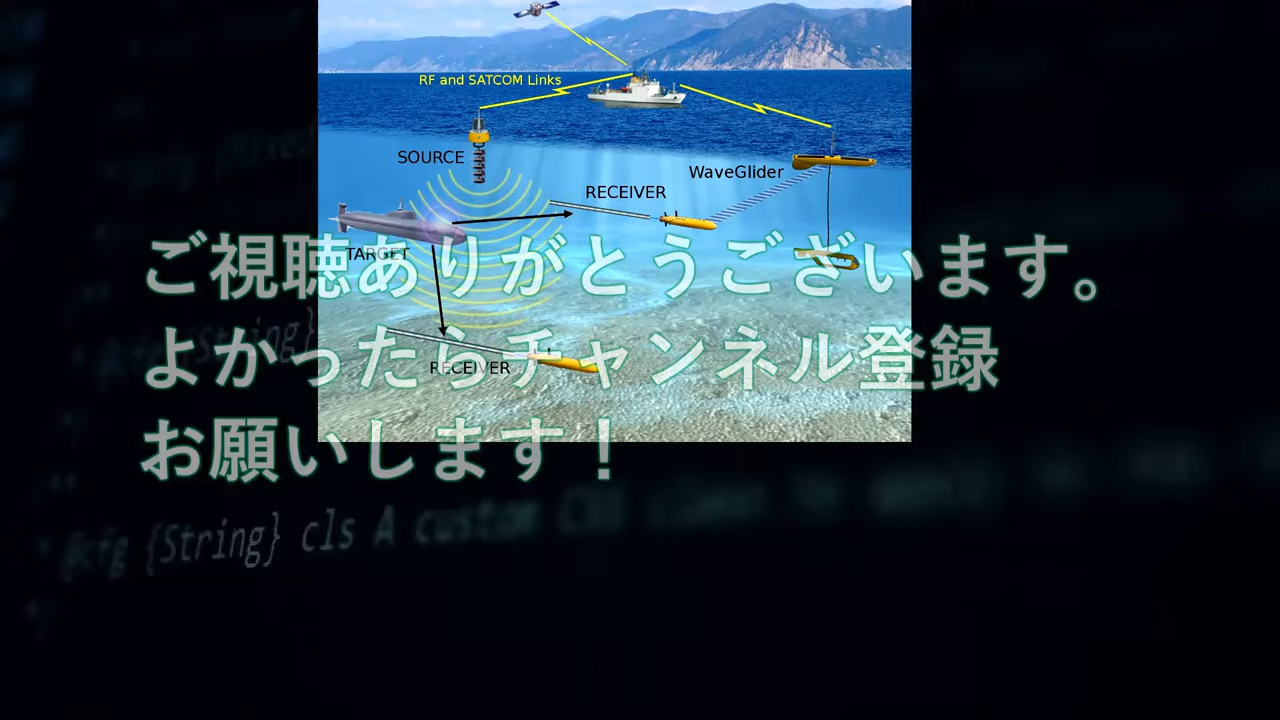 RF and SATCOM Links
SOURCE
WaveGlider
RECEIVER
TARGET
ご視聴ありがとうございます。
よかったらチャンネル登録
RECEIVER
お願いします！
{String} cls A custom